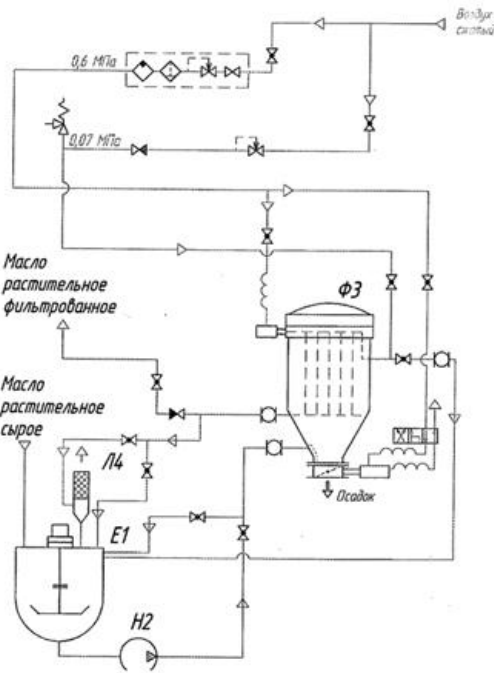 Воздух
сжатый
0,6 МПа
0,07 МПа
Масло
растительное
фильтрованное
Ф3
Масло
растительное
сырое
Л4
Осадок
Е1
Н2